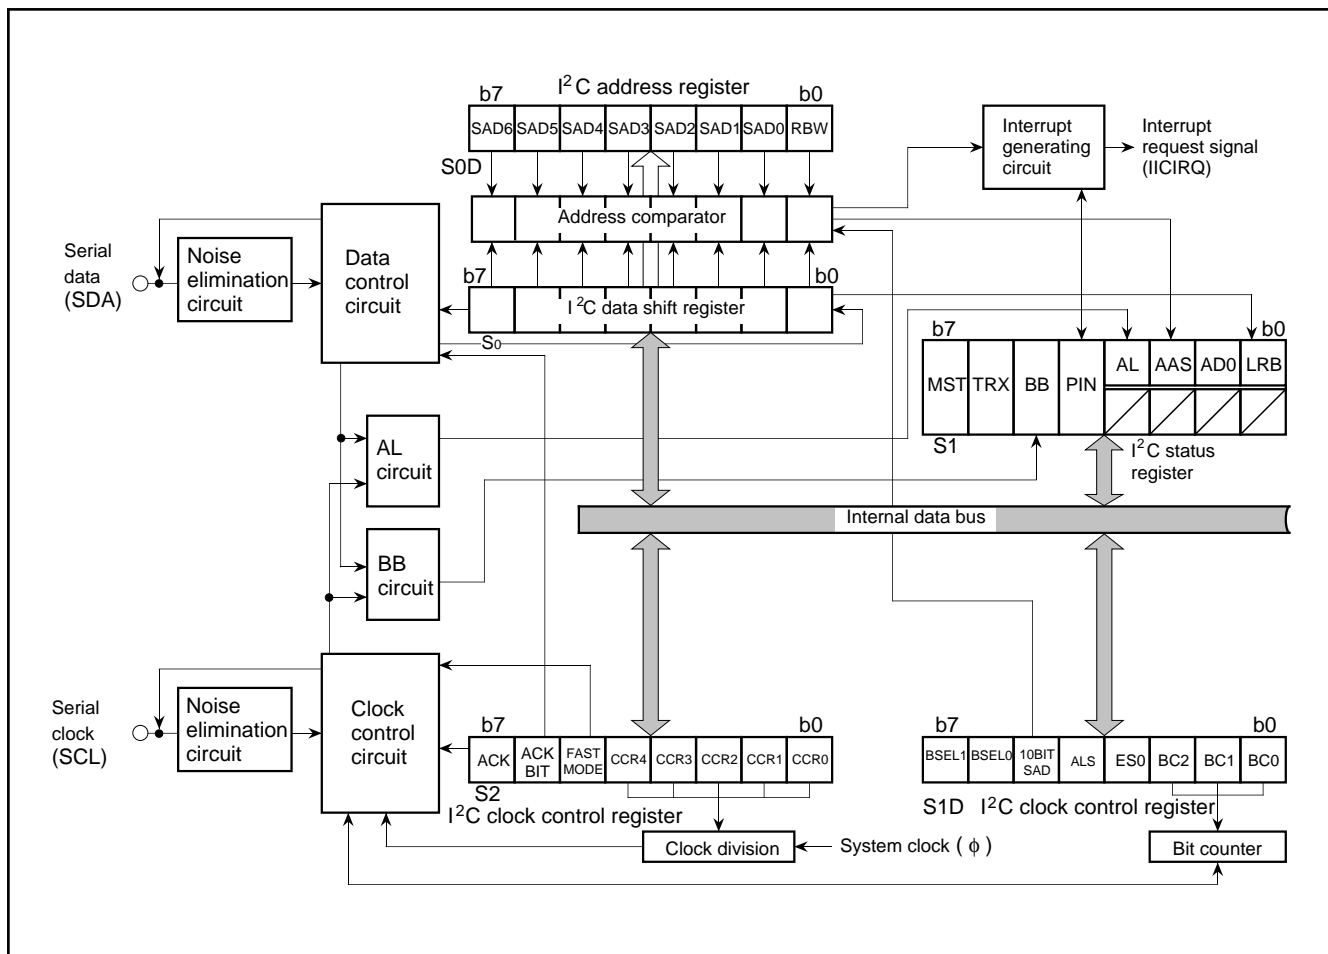 I2C address register
b7 b0
SAD6 SAD5 SAD4 SAD3 SAD2 SAD1 SAD0 RBW
S0D
Address comparator
b7 b0
I2C data shift register
S0
Interrupt
generating
circuit
Interrupt
request signal
(IICIRQ)
Serial
data
(SDA)
Noise
elimination
circuit
Data
control
circuit
b7 b0
MST TRX BB PIN AL AAS AD0 LRB
S1
I2C status
register
AL
circuit
BB
circuit
Internal data bus
Serial
clock
(SCL)
Noise
elimination
circuit
Clock
control
circuit
b7 b0
ACK
ACK
BIT
FAST
MODE
CCR4 CCR3 CCR2 CCR1 CCR0
S2
I2C clock control register
Clock division
System clock ( ϕ )
b7 b0
BSEL1 BSEL0
10BIT
SAD
ALS ES0 BC2 BC1 BC0
S1D I2C clock control register
Bit counter